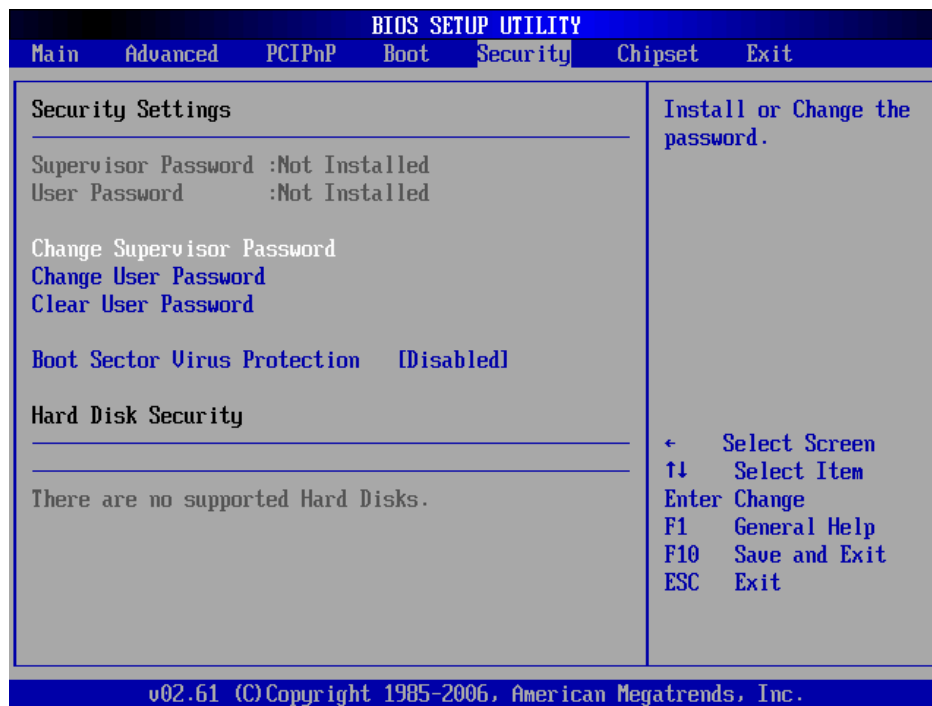 BIOS SETUP UTILITY
Main Advanced PCIPnP Boot Security Chipset Exit
Security Settings
Supervisor Password :Not Installed
User Password :Not Installed
Change Supervisor Password
Change User Password
Clear User Password
Boot Sector Virus Protection [Disabled]
Hard Disk Security
There are no supported Hard Disks.
Install or Change the
password.
← Select Screen
↑↓ Select Item
Enter Change
F1 General Help
F10 Save and Exit
ESC Exit
v02.61 (C)Copyright 1985-2006, American Megatrends, Inc.